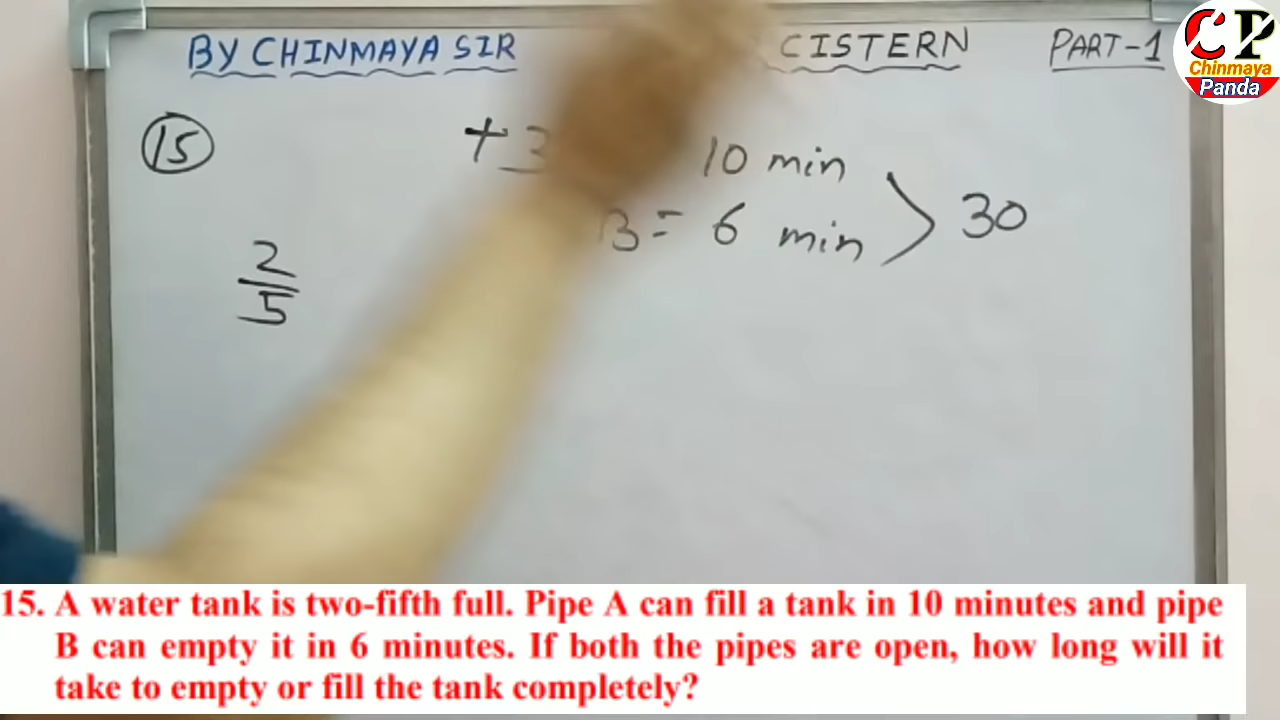 BY CHINMAYA SIR CISTERN PART-1
CP
Chinmaya
Panda
15
+3 10 min
B = 6 min > 30
2
5
15. A water tank is two-fifth full. Pipe A can fill a tank in 10 minutes and pipe
B can empty it in 6 minutes. If both the pipes are open, how long will it
take to empty or fill the tank completely?